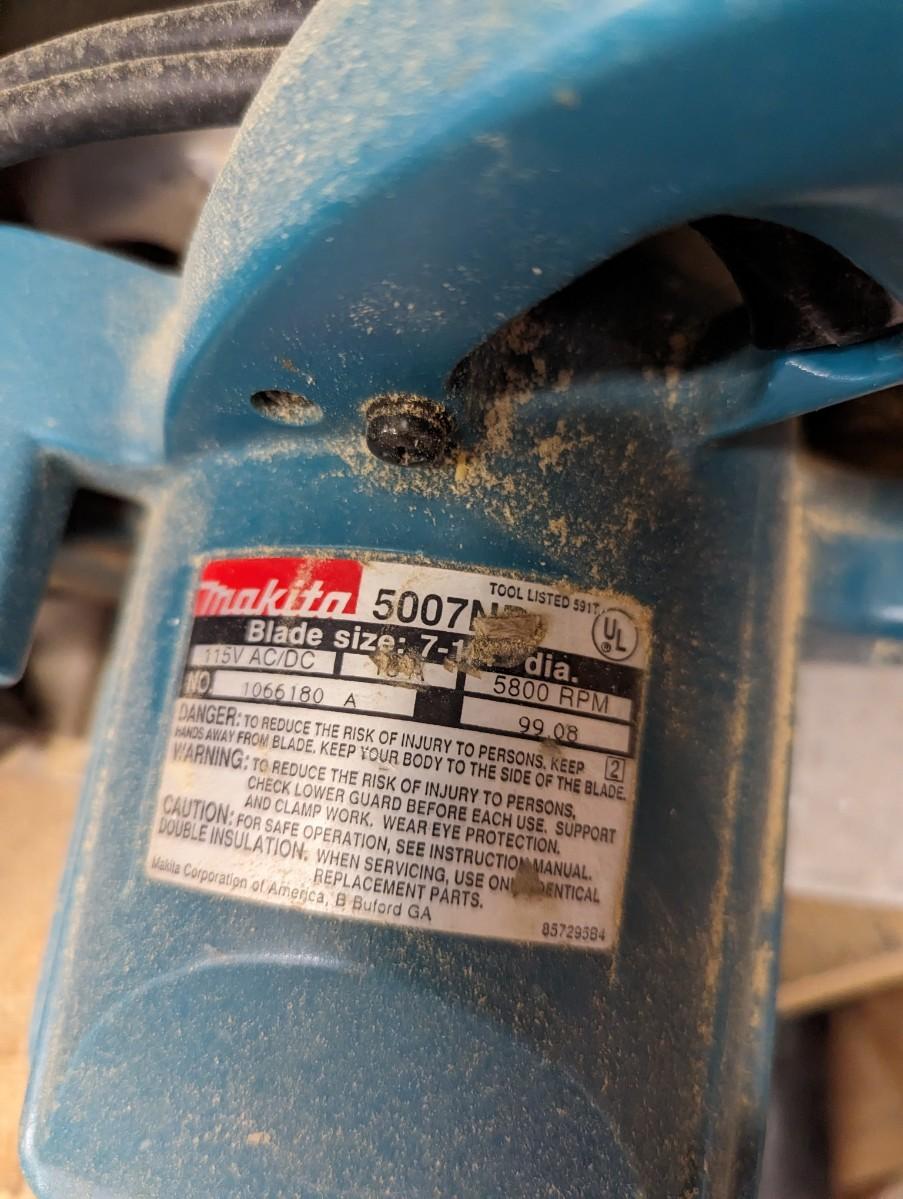 makita 5007N
TOOL LISTED 591T
UL
Blade size: 7-1 dia.
115V AC/DC 5800 RPM
NO 1066180 A 99.08
DANGER: TO REDUCE THE RISK OF INJURY TO PERSONS, KEEP
HANDS AWAY FROM BLADE. KEEP YOUR BODY TO THE SIDE OF THE BLADE.
2
WARNING: TO REDUCE THE RISK OF INJURY TO PERSONS,
CHECK LOWER GUARD BEFORE EACH USE. SUPPORT
AND CLAMP WORK. WEAR EYE PROTECTION.
CAUTION: FOR SAFE OPERATION, SEE INSTRUCTION MANUAL.
DOUBLE INSULATION: WHEN SERVICING, USE ON ENTICAL
REPLACEMENT PARTS.
Makita Corporation of America, B Buford GA
857295B4